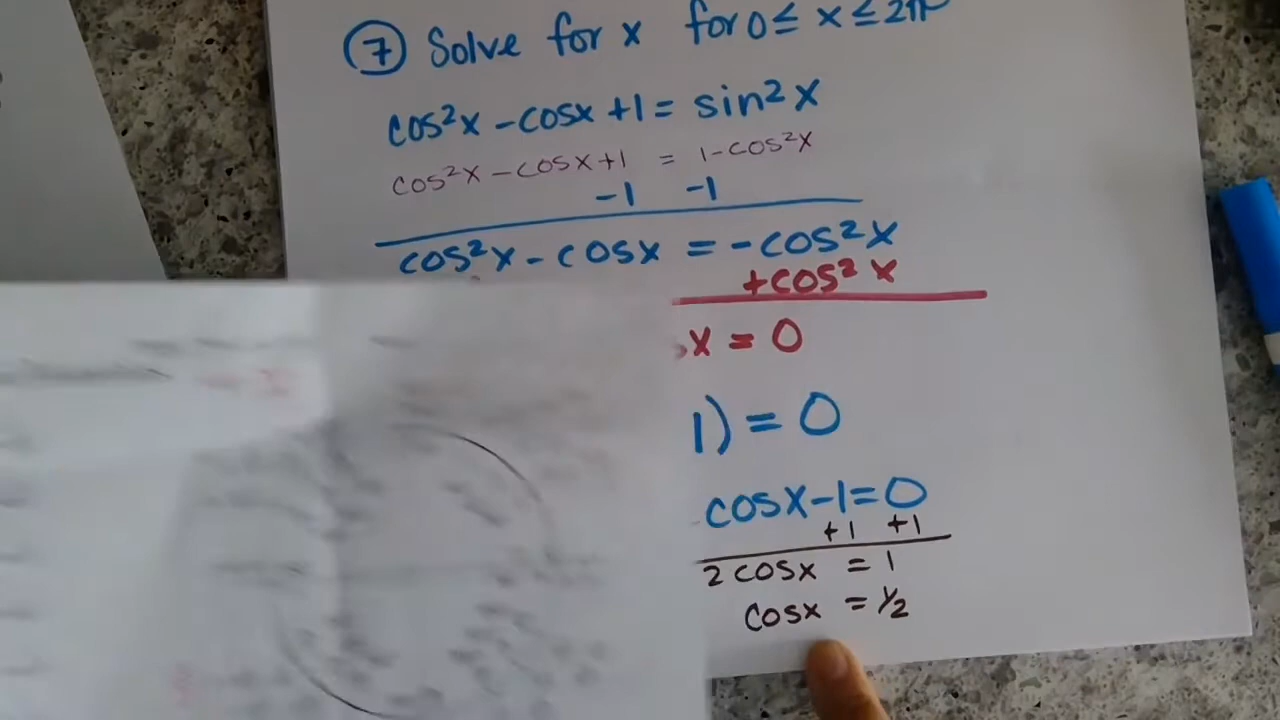 ⑦ Solve for x for 0 ≤ x ≤ 2π
cos²x - cosx + 1 = sin²x
cos²x - cosx + 1 = 1 - cos²x
-1 -1
cos²x - cosx = -cos²x
+cos²x
x = 0
1) = 0
cosx - 1 = 0
+1 +1
2cosx = 1
cosx = 1/2